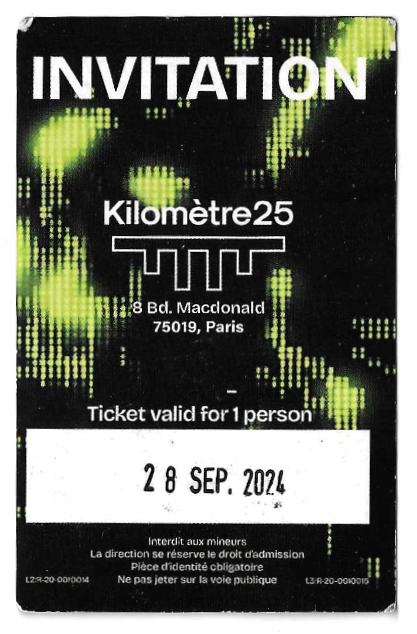 INVITATION
Kilomètre25
8 Bd. Macdonald
75019, Paris
–
Ticket valid for 1 person
28 SEP. 2024
Interdit aux mineurs
La direction se réserve le droit d'admission
Pièce d'identité obligatoire
L2:R-20-0010014 Ne pas jeter sur la voie publique L3:R-20-0010015